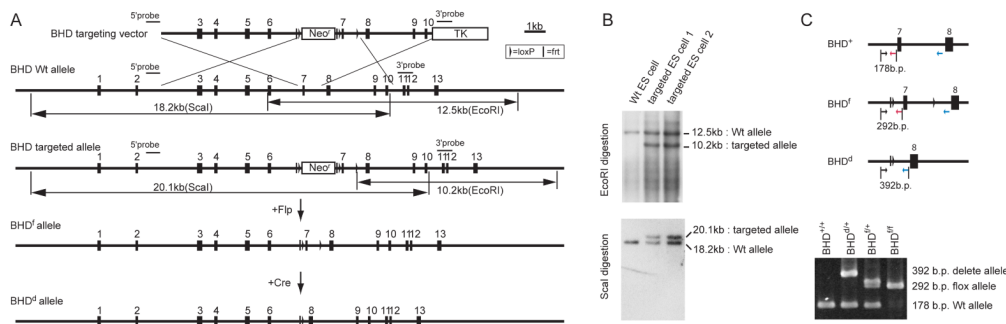 A
5'probe
3 4 5 6 7 8 9 10
3'probe
BHD targeting vector
Neoʳ
TK
1kb
=loxP =frt
BHD Wt allele
5'probe
3'probe
1 2 3 4 5 6 7 8 9 10 11 12 13
18.2kb(ScaI)
12.5kb(EcoRI)
BHD targeted allele
5'probe
3'probe
1 2 3 4 5 6 Neoʳ 7 8 9 10 11 12 13
20.1kb(ScaI)
10.2kb(EcoRI)
+Flp
BHDᶠ allele
1 2 3 4 5 6 7 8 9 10 11 12 13
+Cre
BHDᵈ allele
1 2 3 4 5 6 8 9 10 11 12 13
B
Wt ES cell
targeted ES cell 1
targeted ES cell 2
EcoRI digestion
12.5kb : Wt allele
10.2kb : targeted allele
ScaI digestion
20.1kb : targeted allele
18.2kb : Wt allele
C
BHD⁺
7 8
178b.p.
BHDᶠ
7 8
292b.p.
BHDᵈ
8
392b.p.
BHD⁺/⁺
BHDᵈ/⁺
BHDᶠ/⁺
BHDᶠ/ᶠ
392 b.p. delete allele
292 b.p. flox allele
178 b.p. Wt allele